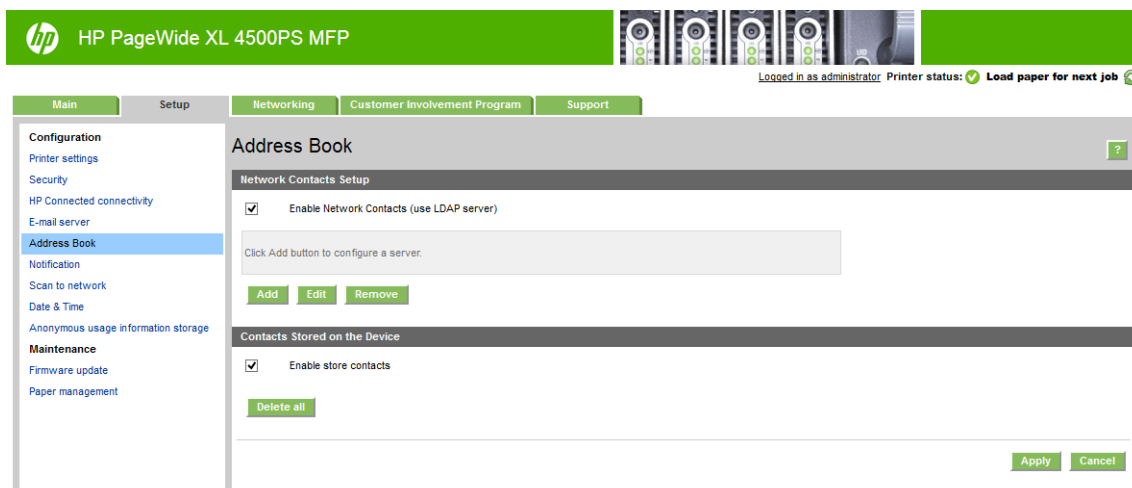 hp HP PageWide XL 4500PS MFP
UID
Logged in as administrator Printer status: Load paper for next job
Main Setup Networking Customer Involvement Program Support
Configuration
Printer settings
Security
HP Connected connectivity
E-mail server
Address Book
Notification
Scan to network
Date & Time
Anonymous usage information storage
Maintenance
Firmware update
Paper management
Address Book ?
Network Contacts Setup
Enable Network Contacts (use LDAP server)
Click Add button to configure a server.
Add Edit Remove
Contacts Stored on the Device
Enable store contacts
Delete all
Apply Cancel